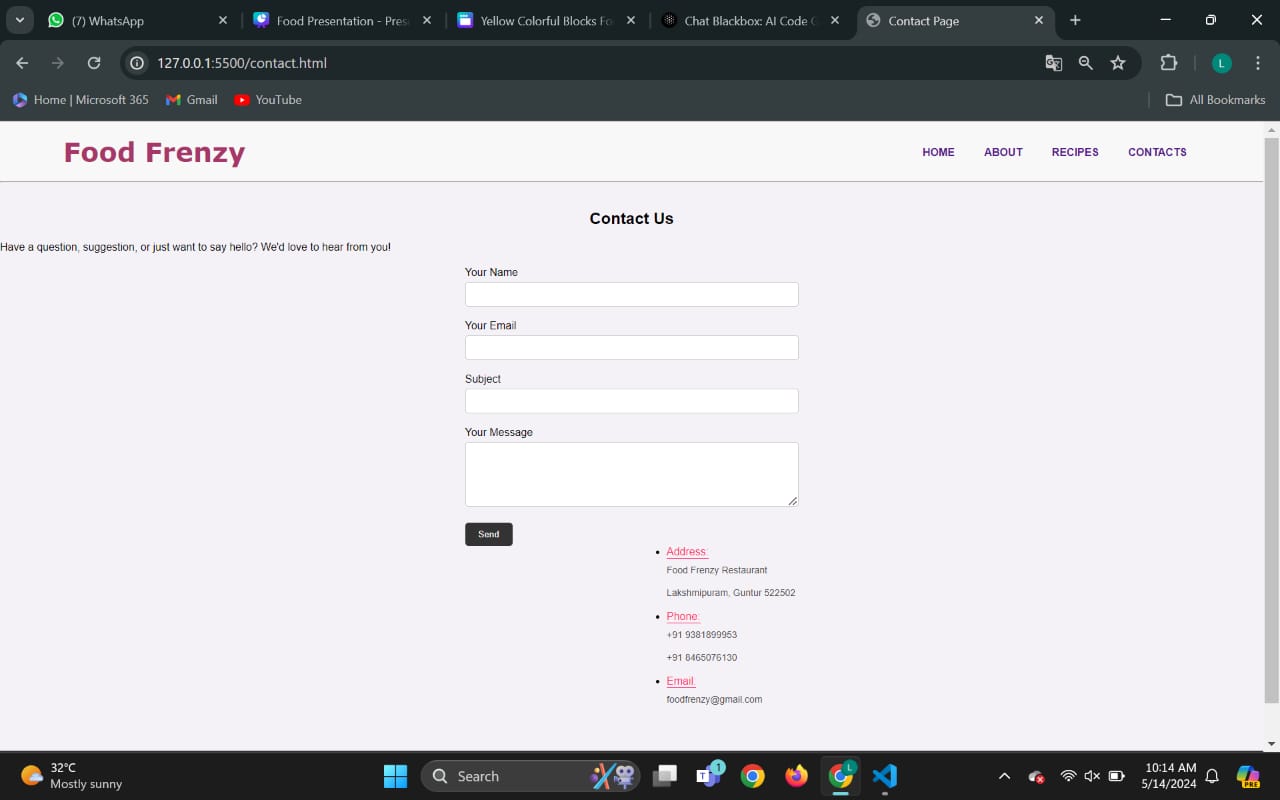 (7) WhatsApp
Food Presentation - Pres
Yellow Colorful Blocks Fo
Chat Blackbox: AI Code G
Contact Page
127.0.0.1:5500/contact.html
L
Home | Microsoft 365
Gmail
YouTube
All Bookmarks
Food Frenzy
HOME
ABOUT
RECIPES
CONTACTS
Contact Us
Have a question, suggestion, or just want to say hello? We'd love to hear from you!
Your Name
Your Email
Subject
Your Message
Send
Address:
Food Frenzy Restaurant
Lakshmipuram, Guntur 522502
Phone:
+91 9381899953
+91 8465076130
Email:
foodfrenzy@gmail.com
32°C
Mostly sunny
Search
1
L
PRE
10:14 AM
5/14/2024